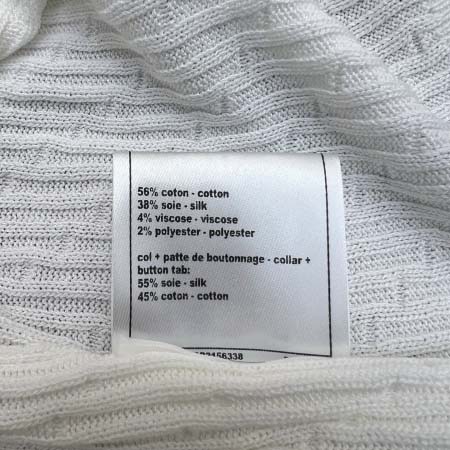 56% coton - cotton
38% soie - silk
4% viscose - viscose
2% polyester - polyester
col + patte de boutonnage - collar +
button tab:
55% soie - silk
45% coton - cotton